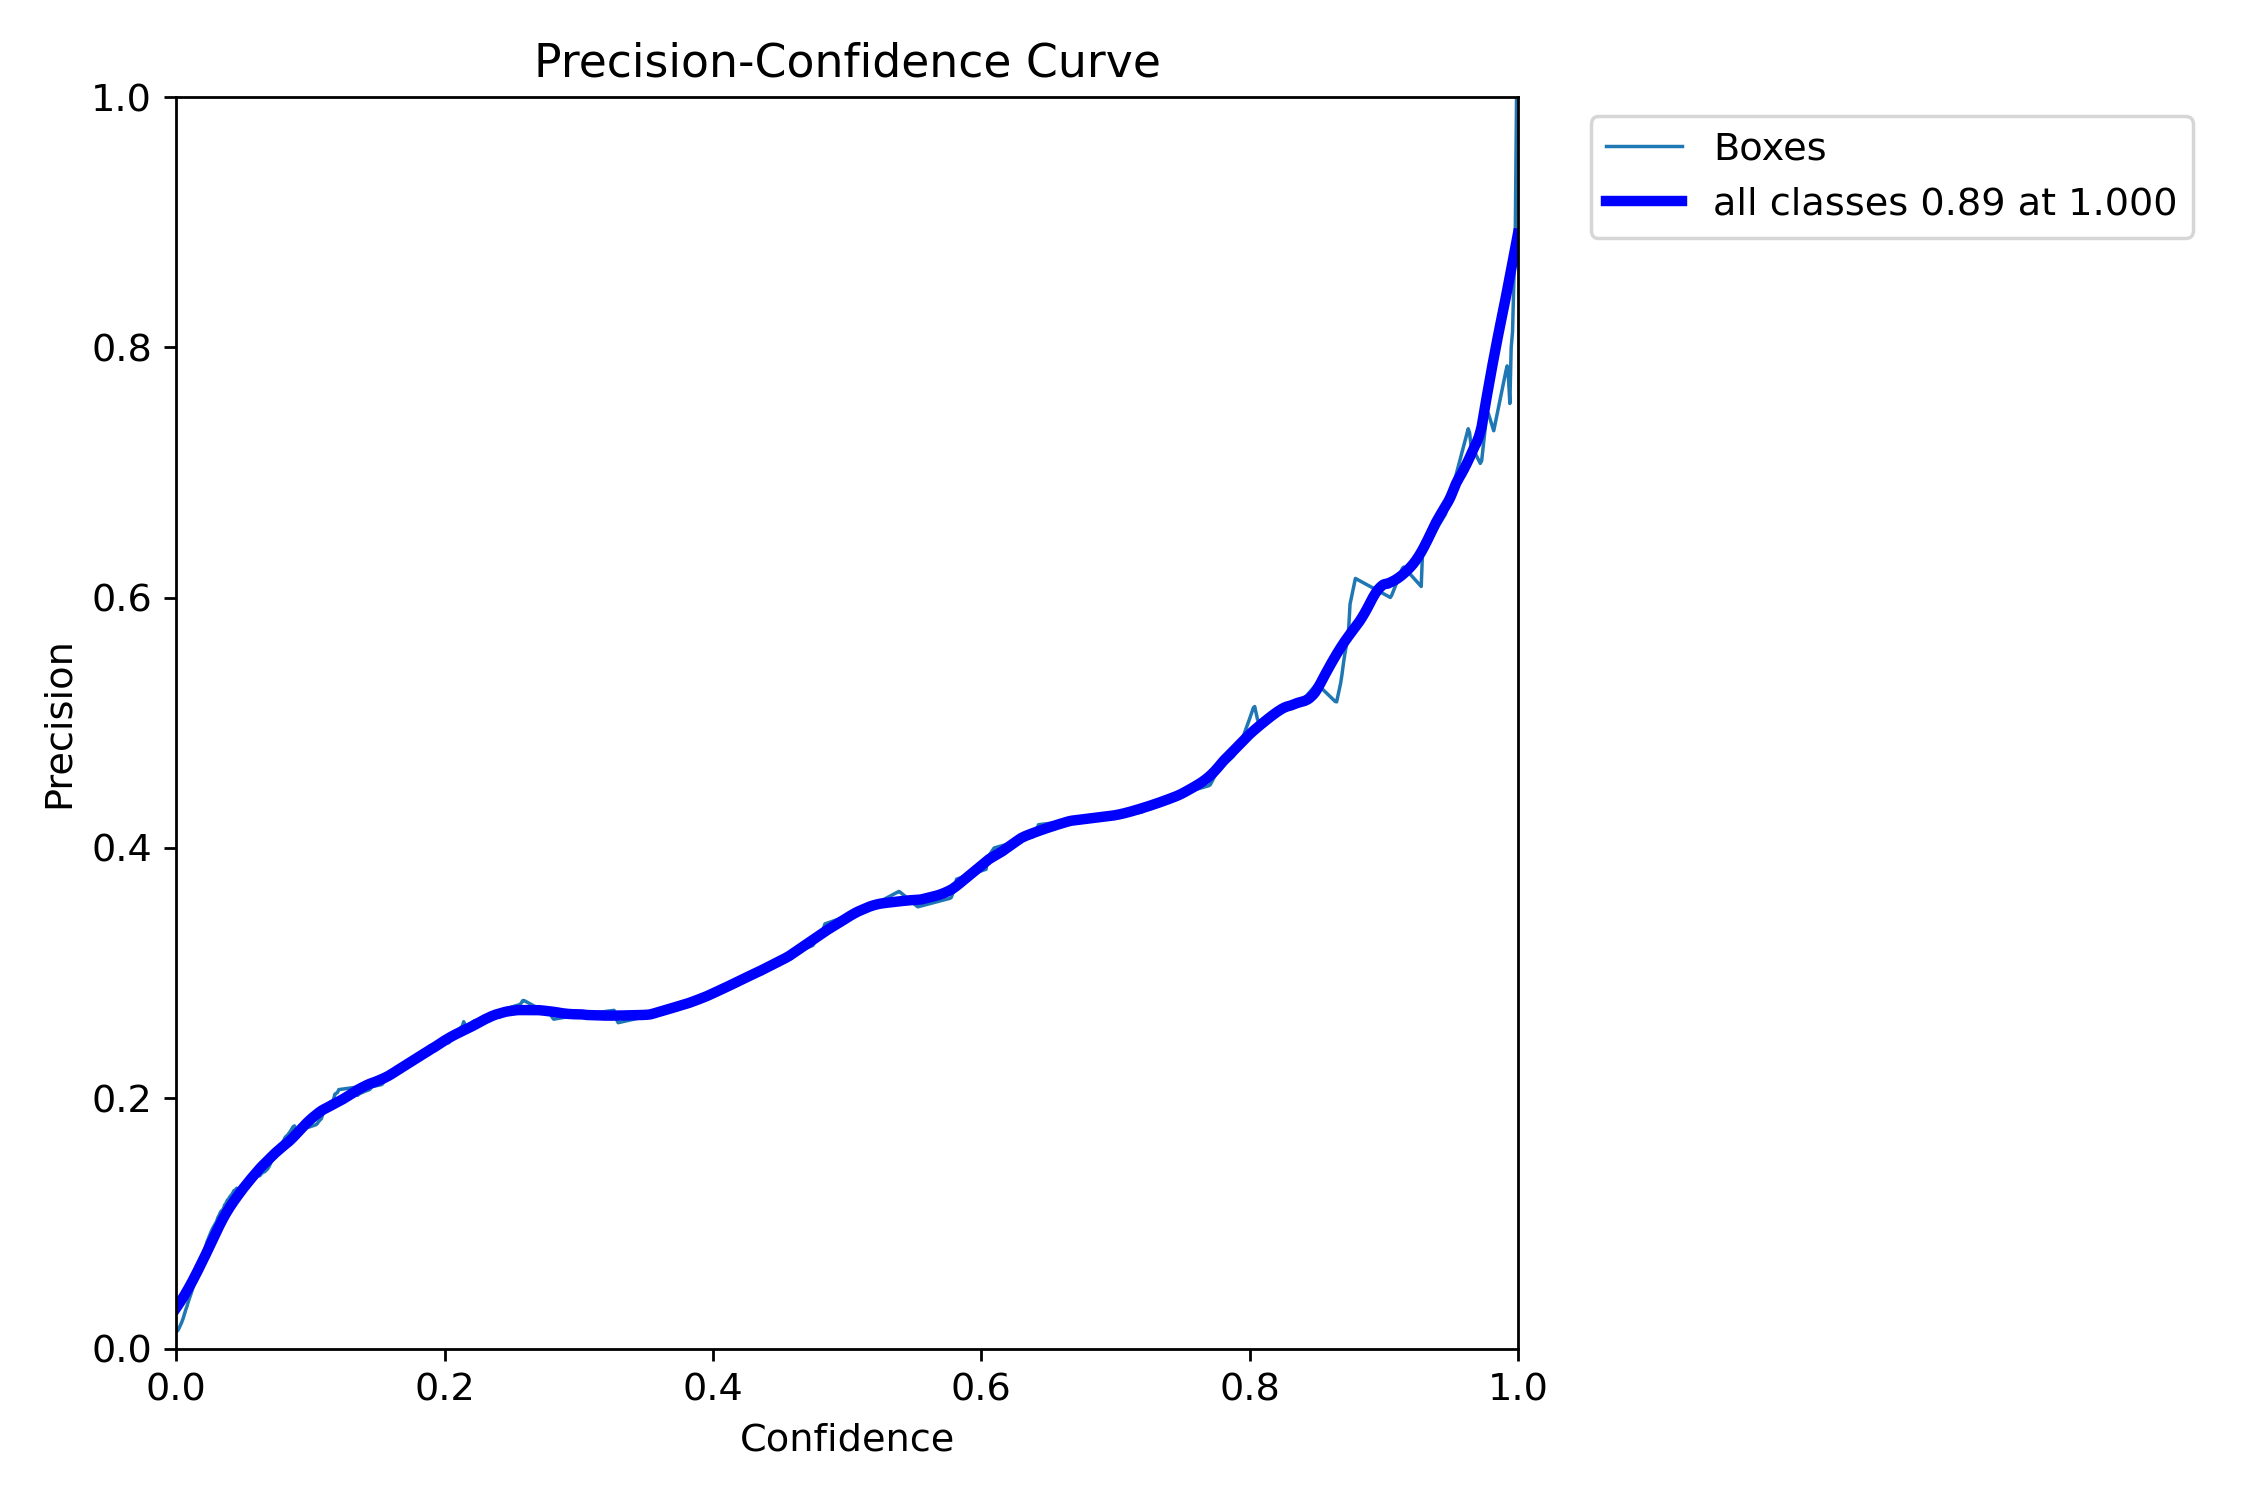 Precision-Confidence Curve
1.0
0.8
0.6
0.4
0.2
0.0
Precision
0.0 0.2 0.4 0.6 0.8 1.0
Confidence
Boxes
all classes 0.89 at 1.000